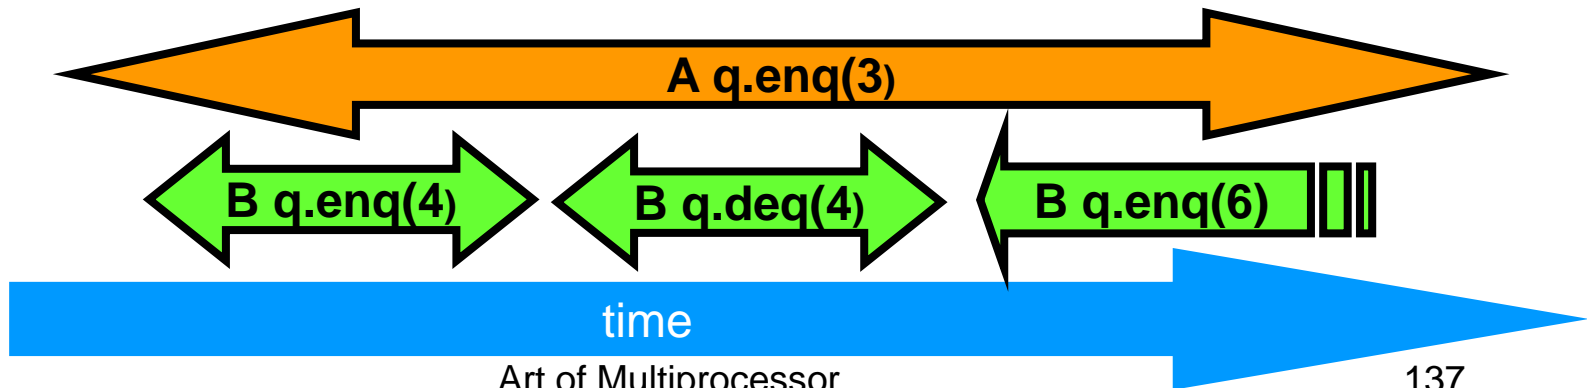 A q.enq(3)
B q.enq(4) B q.deq(4) B q.enq(6)
time
Art of Multiprocessor 137